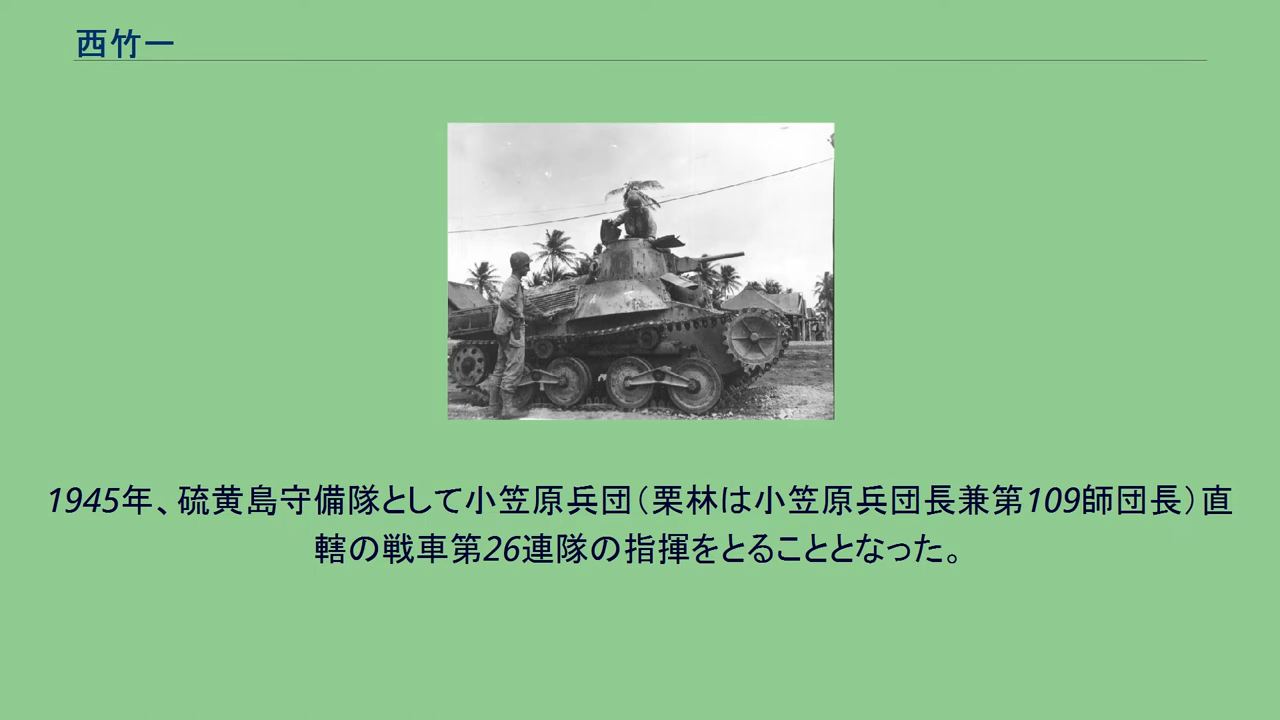 西竹一
1945年、硫黄島守備隊として小笠原兵団（栗林は小笠原兵団長兼第109師団長）直
轄の戦車第26連隊の指揮をとることとなった。